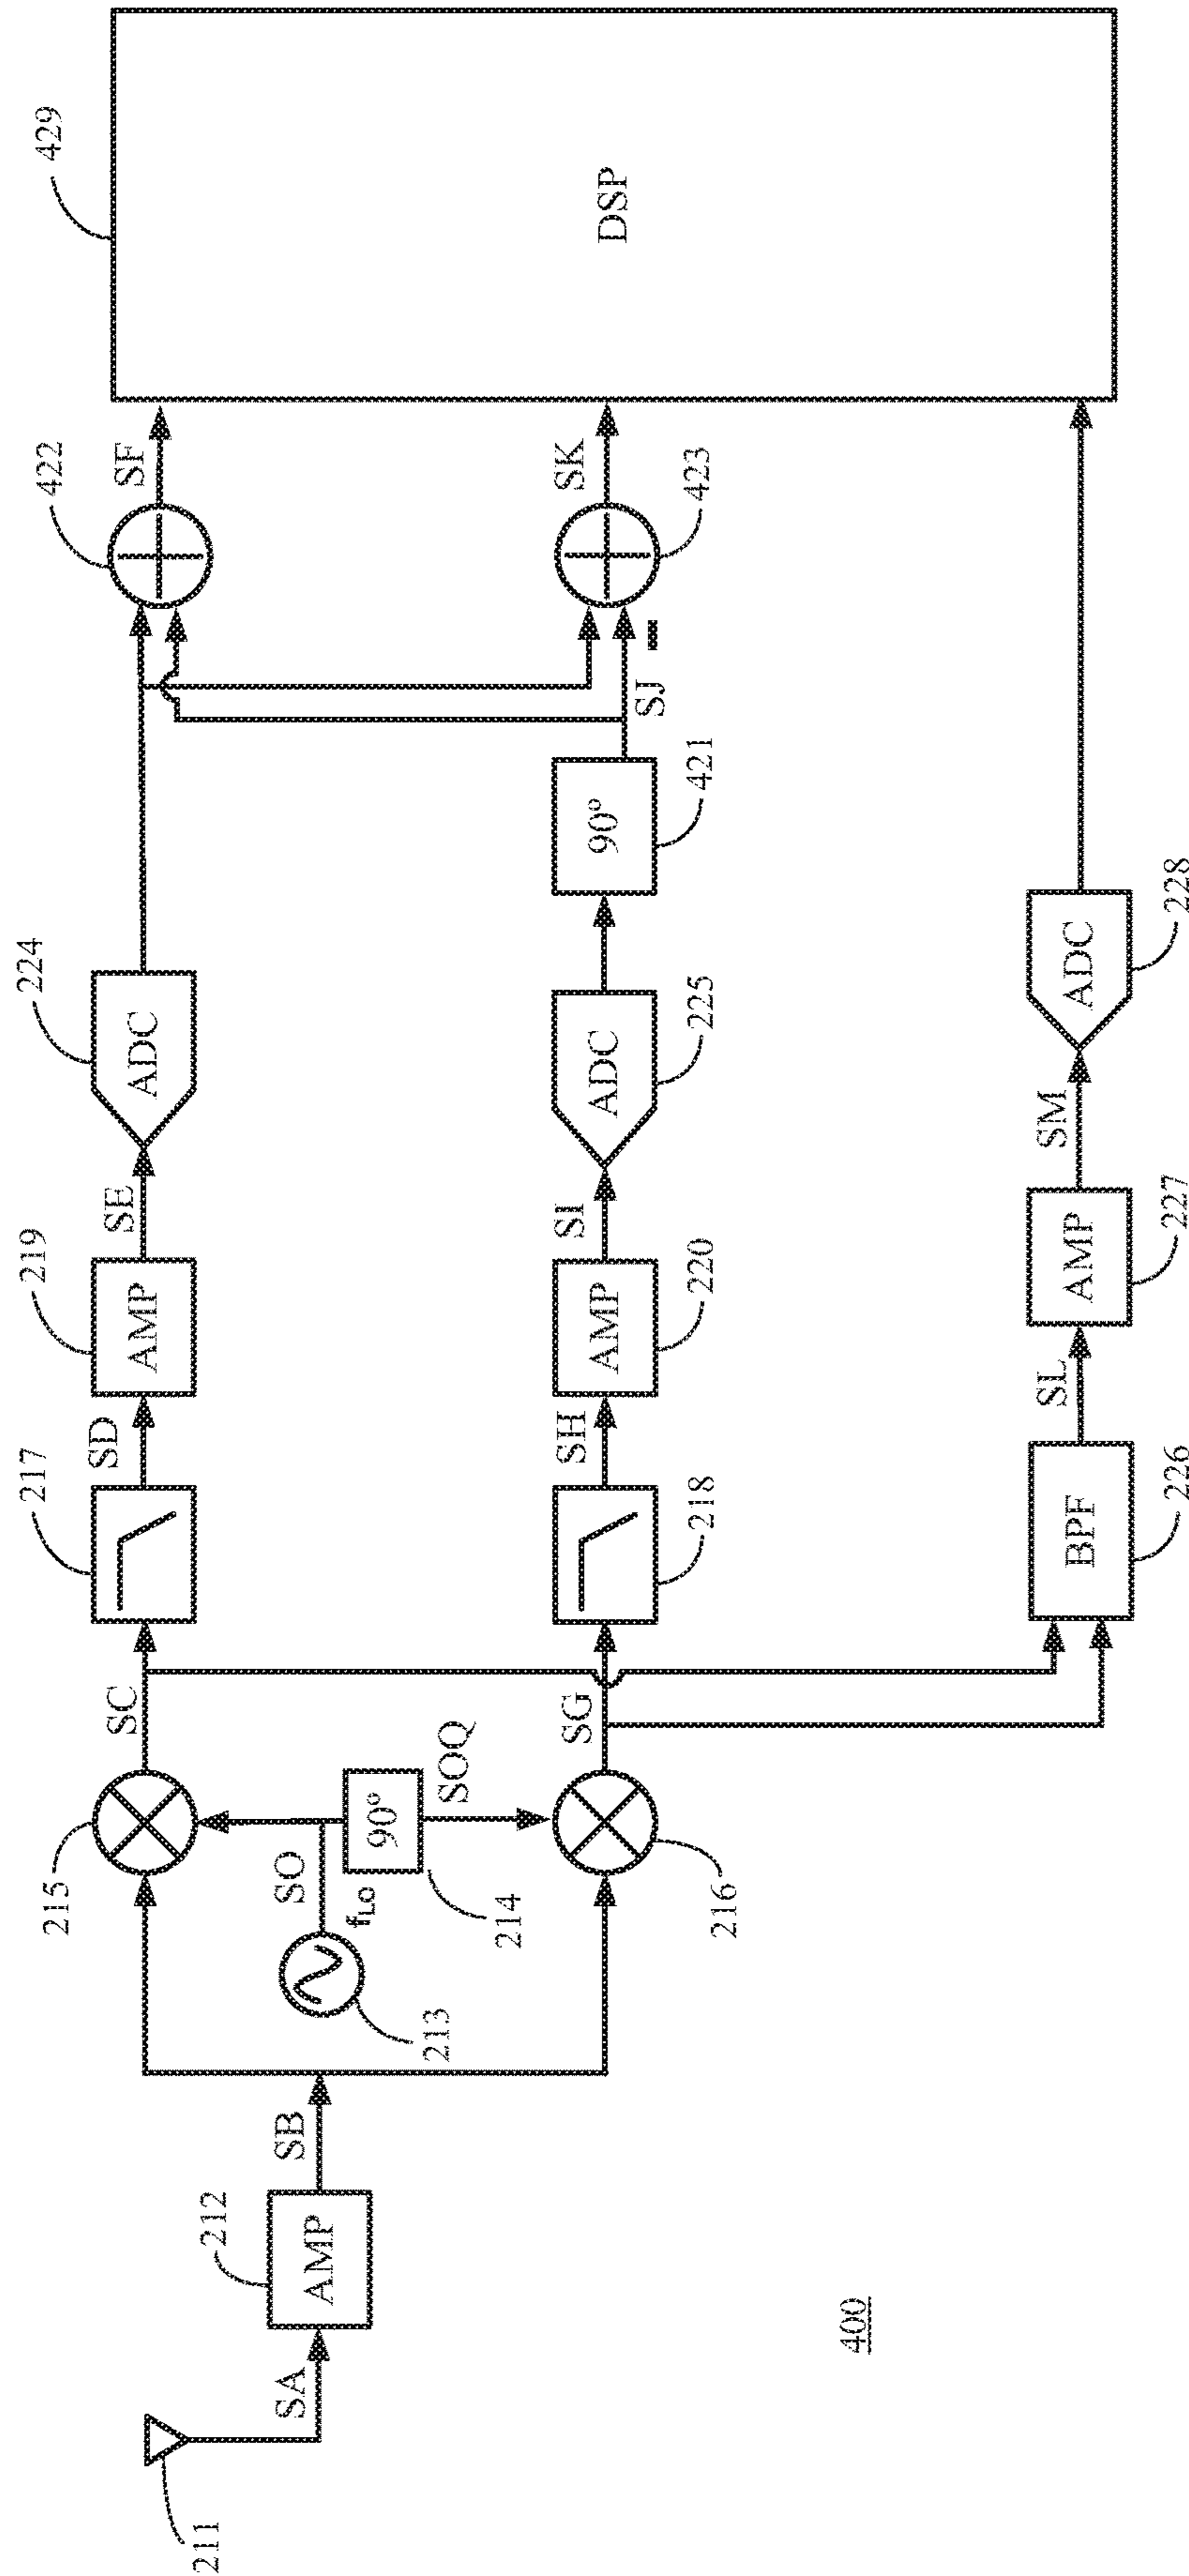 211
SA
AMP
212
SB
213
SO
fLO
90°
214
SOQ
215
SC
217
SD
AMP
219
SE
ADC
224
422
SF
216
SG
218
SH
AMP
220
SI
ADC
225
90°
421
SJ
–
423
SK
BPF
226
SL
AMP
227
SM
ADC
228
DSP
429
400